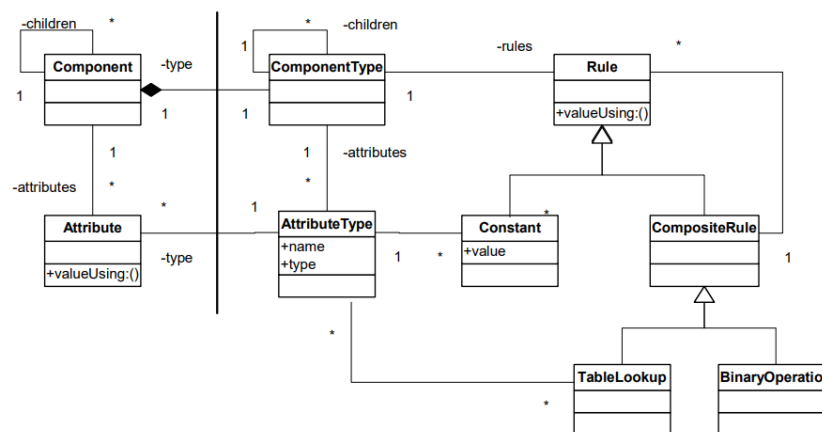 -children * * -children
-type 1 -rules *
Component ComponentType Rule
1 1 1 1 +valueUsing:()
1 1 -attributes
-attributes * *
* 1 *
Attribute AttributeType Constant CompositeRule
+name +value
+valueUsing:() -type +type 1 * 1
*
TableLookup BinaryOperation
*